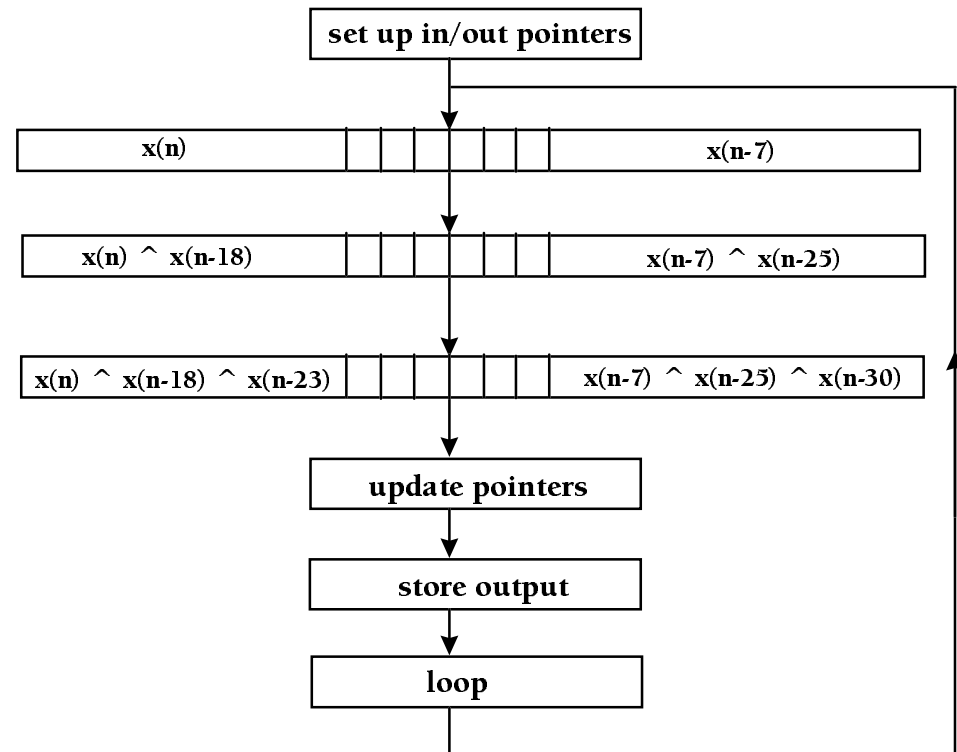 set up in/out pointers
x(n) x(n-7)
x(n) ^ x(n-18) x(n-7) ^ x(n-25)
x(n) ^ x(n-18) ^ x(n-23) x(n-7) ^ x(n-25) ^ x(n-30)
update pointers
store output
loop